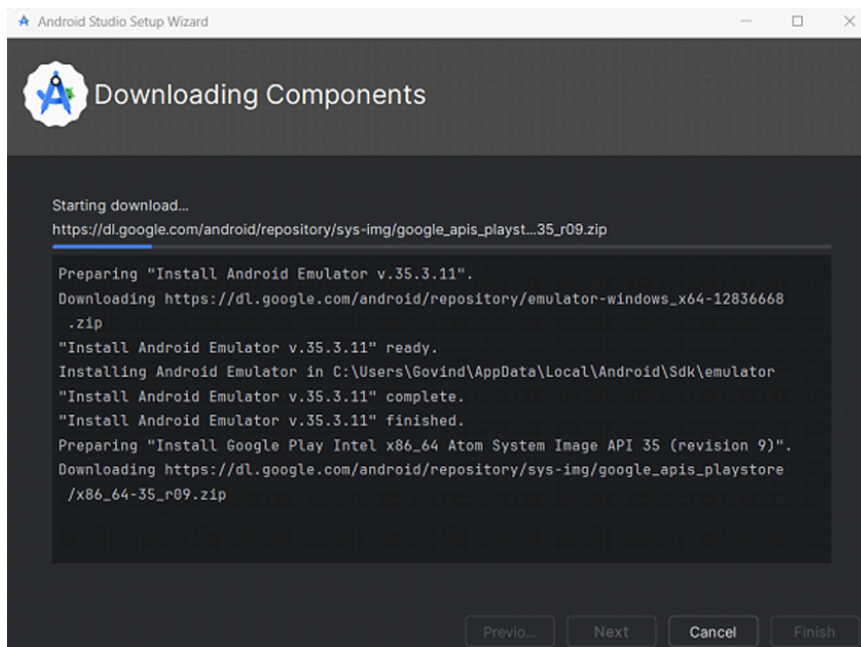 Android Studio Setup Wizard
Downloading Components
Starting download...
https://dl.google.com/android/repository/sys-img/google_apis_playst...35_r09.zip
Preparing "Install Android Emulator v.35.3.11".
Downloading https://dl.google.com/android/repository/emulator-windows_x64-12836668
.zip
"Install Android Emulator v.35.3.11" ready.
Installing Android Emulator in C:\Users\Govind\AppData\Local\Android\Sdk\emulator
"Install Android Emulator v.35.3.11" complete.
"Install Android Emulator v.35.3.11" finished.
Preparing "Install Google Play Intel x86_64 Atom System Image API 35 (revision 9)".
Downloading https://dl.google.com/android/repository/sys-img/google_apis_playstore
/x86_64-35_r09.zip
Previo... Next Cancel Finish